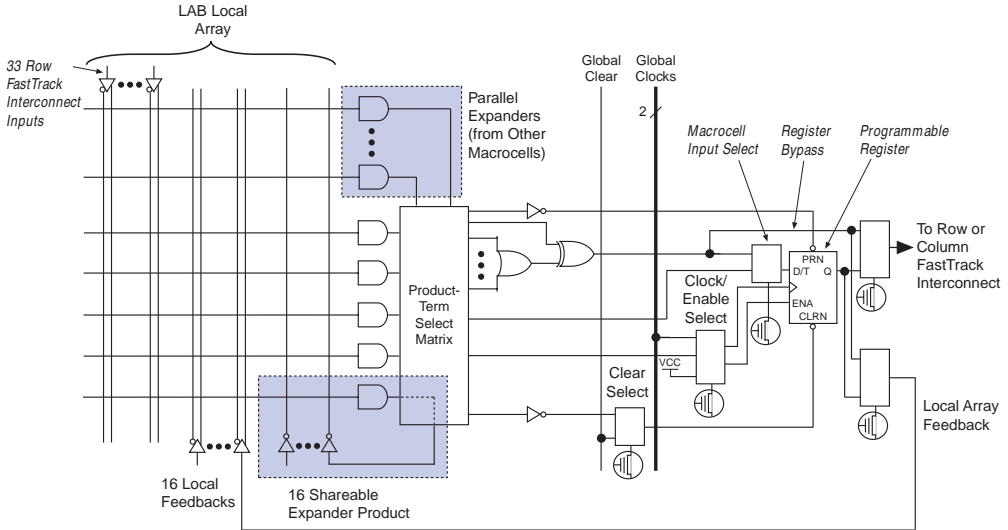 LAB Local
Array
33 Row
FastTrack
Interconnect
Inputs
Parallel
Expanders
(from Other
Macrocells)
Global
Clear
Global
Clocks
2
Macrocell
Input Select
Register
Bypass
Programmable
Register
To Row or
Column
FastTrack
Interconnect
PRN
D/T
Q
ENA
CLRN
Clock/
Enable
Select
Product-
Term
Select
Matrix
VCC
Clear
Select
Local Array
Feedback
16 Local
Feedbacks
16 Shareable
Expander Product